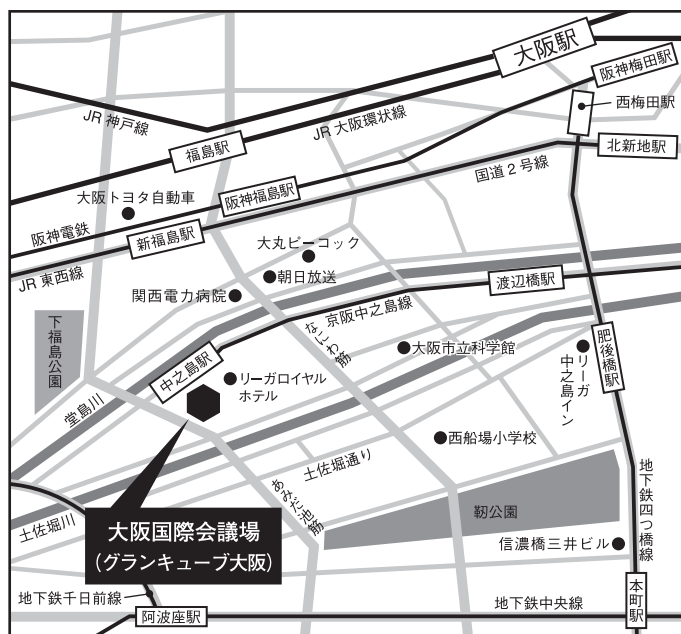 大阪駅
阪神梅田駅
西梅田駅
JR 神戸線
JR 大阪環状線
福島駅
北新地駅
国道2号線
大阪トヨタ自動車
阪神福島駅
阪神電鉄
新福島駅
JR 東西線
大丸ピーコック
朝日放送
関西電力病院
渡辺橋駅
京阪中之島線
なにわ筋
下福島公園
中之島駅
大阪市立科学館
肥後橋駅
リーガ
中之島イン
リーガロイヤル
ホテル
堂島川
西船場小学校
土佐堀通り
あみだ池筋
地下鉄四つ橋線
土佐堀川
靭公園
大阪国際会議場
(グランキューブ大阪)
信濃橋三井ビル
地下鉄千日前線
阿波座駅
地下鉄中央線
本町駅